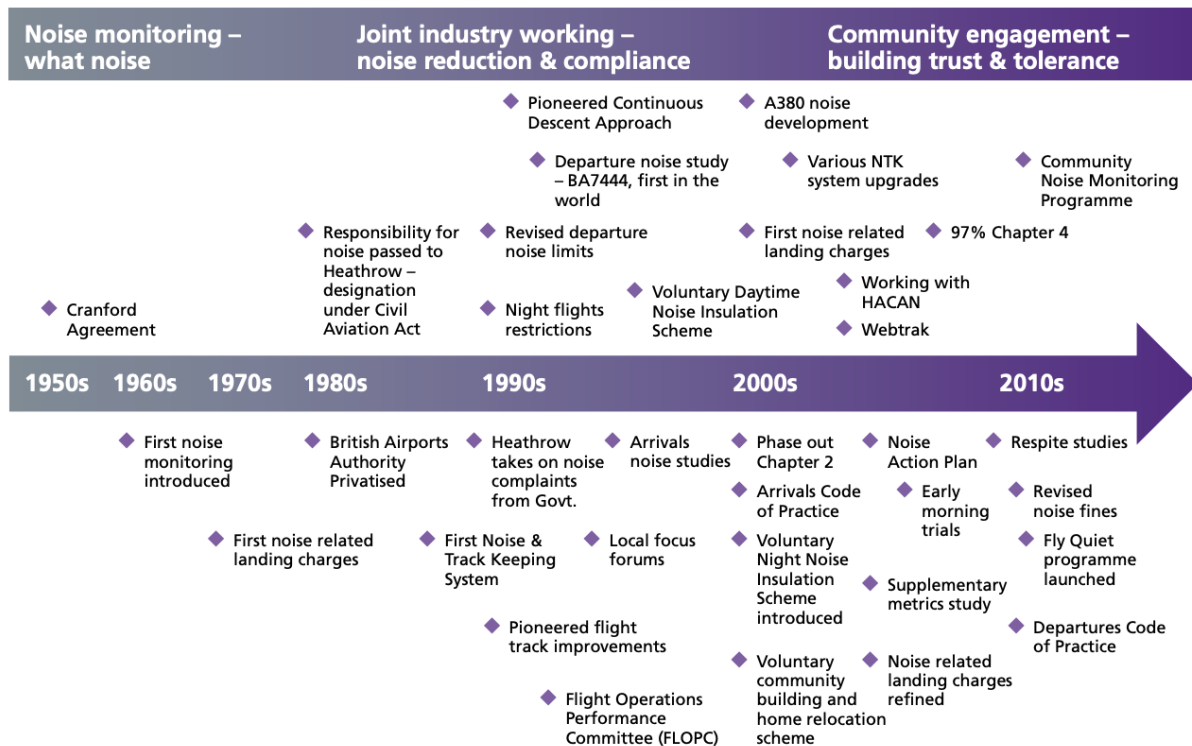 Noise monitoring –
what noise
Joint industry working –
noise reduction & compliance
Community engagement –
building trust & tolerance
Pioneered Continuous
Descent Approach
A380 noise
development
Departure noise study
– BA7444, first in the
world
Various NTK
system upgrades
Community
Noise Monitoring
Programme
Responsibility for
noise passed to
Heathrow –
designation
under Civil
Aviation Act
Revised departure
noise limits
First noise related
landing charges
97% Chapter 4
Cranford
Agreement
Night flights
restrictions
Voluntary Daytime
Noise Insulation
Scheme
Working with
HACAN
Webtrak
1950s
1960s
1970s
1980s
1990s
2000s
2010s
First noise
monitoring
introduced
British Airports
Authority
Privatised
Heathrow
takes on noise
complaints
from Govt.
Arrivals
noise studies
Phase out
Chapter 2
Noise
Action Plan
Respite studies
Arrivals Code
of Practice
Early
morning
trials
Revised
noise fines
First noise related
landing charges
First Noise &
Track Keeping
System
Local focus
forums
Voluntary
Night Noise
Insulation
Scheme
introduced
Fly Quiet
programme
launched
Supplementary
metrics study
Pioneered flight
track improvements
Departures Code
of Practice
Voluntary
community
building and
home relocation
scheme
Noise related
landing charges
refined
Flight Operations
Performance
Committee (FLOPC)